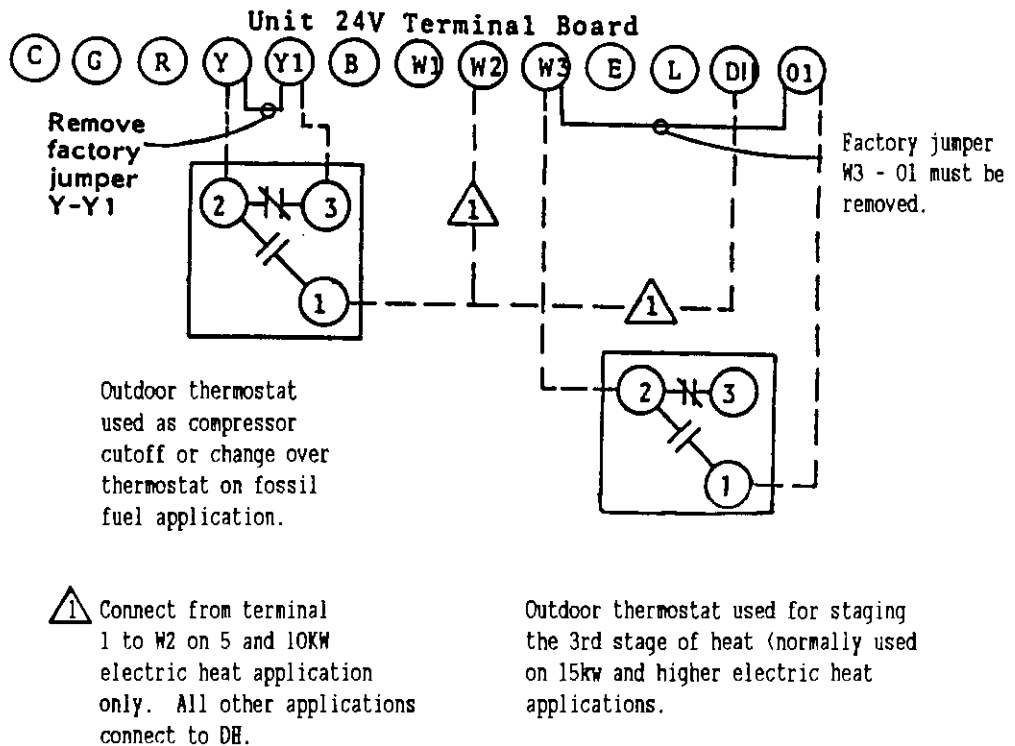 Unit 24V Terminal Board
C G R Y Y1 B W1 W2 W3 E L DH 01
Remove
factory
jumper
Y-Y1
Factory jumper
W3 - 01 must be
removed.
2 3
1
1
1
2 3
1
Outdoor thermostat
used as compressor
cutoff or change over
thermostat on fossil
fuel application.
1 Connect from terminal
1 to W2 on 5 and 10KW
electric heat application
only. All other applications
connect to DH.
Outdoor thermostat used for staging
the 3rd stage of heat (normally used
on 15kw and higher electric heat
applications.